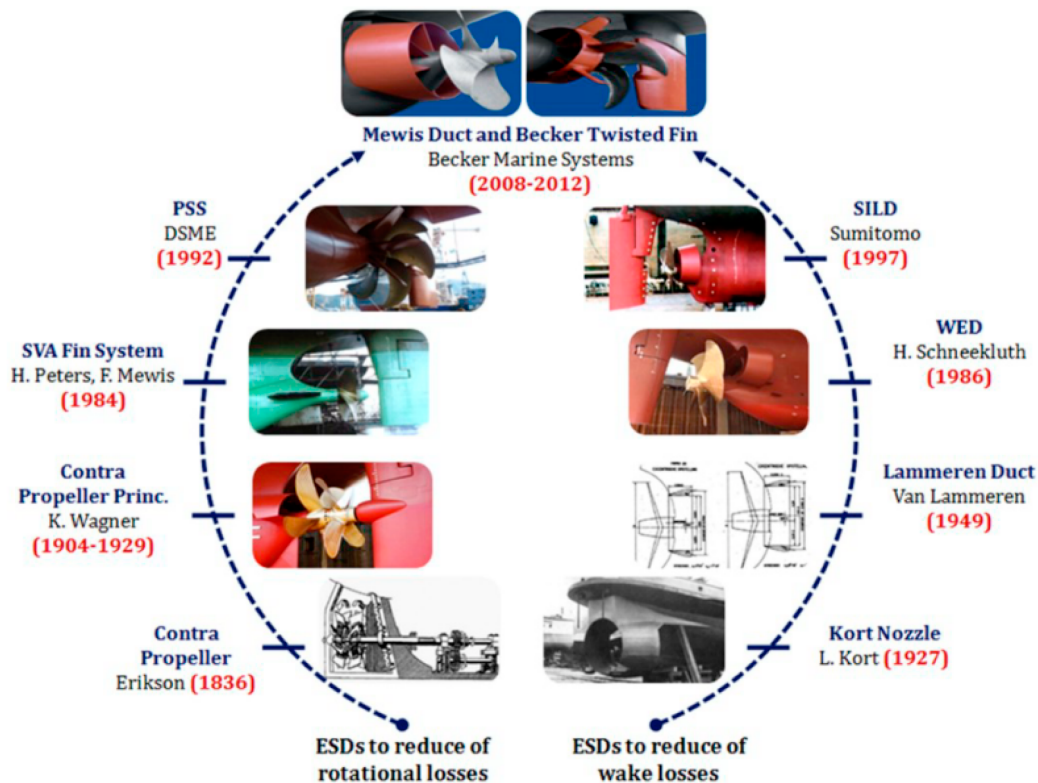 Mewis Duct and Becker Twisted Fin
Becker Marine Systems
(2008-2012)
PSS
DSME
(1992)
SILD
Sumitomo
(1997)
SVA Fin System
H. Peters, F. Mewis
(1984)
WED
H. Schneekluth
(1986)
Contra
Propeller Princ.
K. Wagner
(1904-1929)
Lammeren Duct
Van Lammeren
(1949)
Contra
Propeller
Erikson (1836)
Kort Nozzle
L. Kort (1927)
ESDs to reduce of
rotational losses
ESDs to reduce of
wake losses